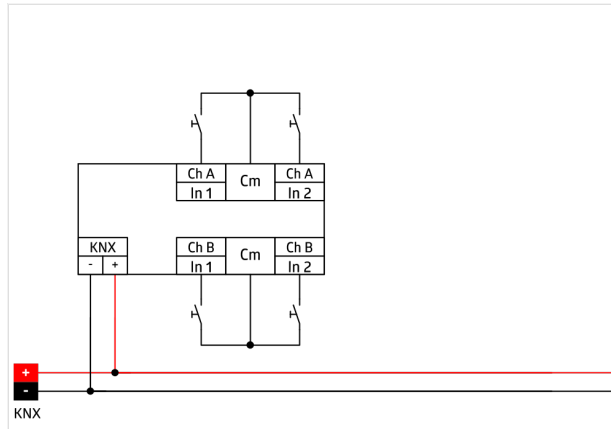 Ch A Cm Ch A
In 1 In 2
KNX Ch B Cm Ch B
- + In 1 In 2
+
-
KNX